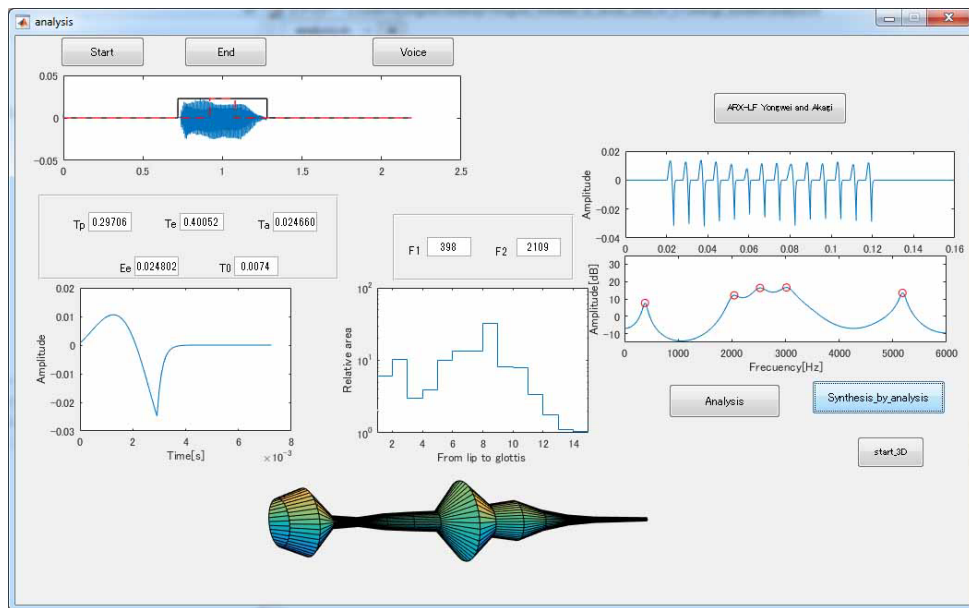 analysis
Start End Voice
0.05
0
-0.05
0 0.5 1 1.5 2 2.5
ARX-LF Yongwei and Akagi
Amplitude
0.02
0
-0.02
-0.04
0 0.02 0.04 0.06 0.08 0.1 0.12 0.14 0.16
Tp 0.29706 Te 0.40052 Ta 0.024660
Ee 0.024802 T0 0.0074
F1 398 F2 2109
Amplitude[dB]
30
20
10
0
-10
0 1000 2000 3000 4000 5000 6000
Frecuency[Hz]
Amplitude
0.02
0.01
0
-0.01
-0.02
-0.03
0 2 4 6 8
Time[s] ×10⁻³
Relative area
10²
10¹
10⁰
2 4 6 8 10 12 14
From lip to glottis
Analysis Synthesis_by_analysis
start_3D